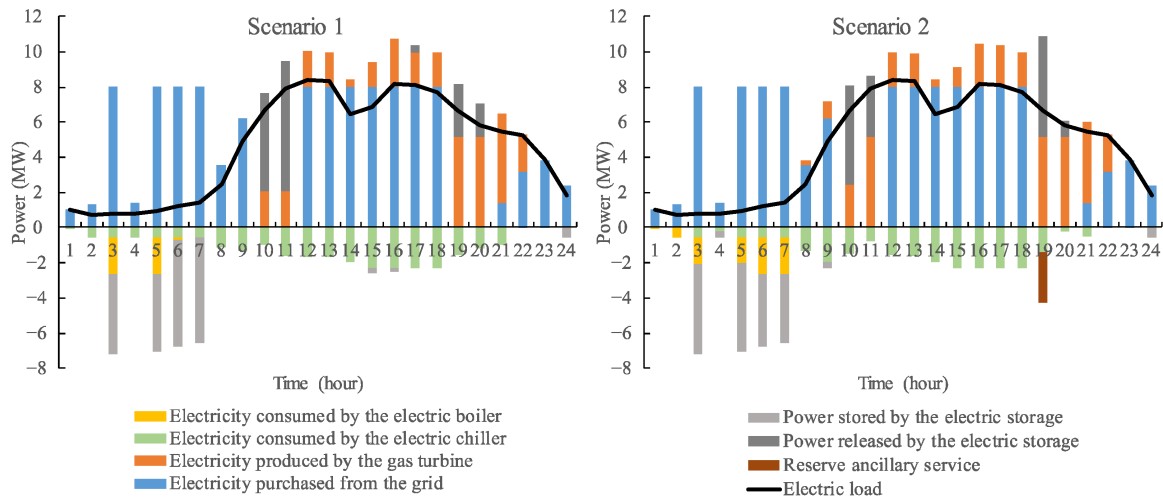 Scenario 1
12
10
8
6
4
2
0
−2
−4
−6
−8
Power (MW)
1 2 3 4 5 6 7 8 9 10 11 12 13 14 15 16 17 18 19 20 21 22 23 24
Time (hour)
Electricity consumed by the electric boiler
Electricity consumed by the electric chiller
Electricity produced by the gas turbine
Electricity purchased from the grid
Scenario 2
12
10
8
6
4
2
0
−2
−4
−6
−8
Power (MW)
1 2 3 4 5 6 7 8 9 10 11 12 13 14 15 16 17 18 19 20 21 22 23 24
Time (hour)
Power stored by the electric storage
Power released by the electric storage
Reserve ancillary service
Electric load